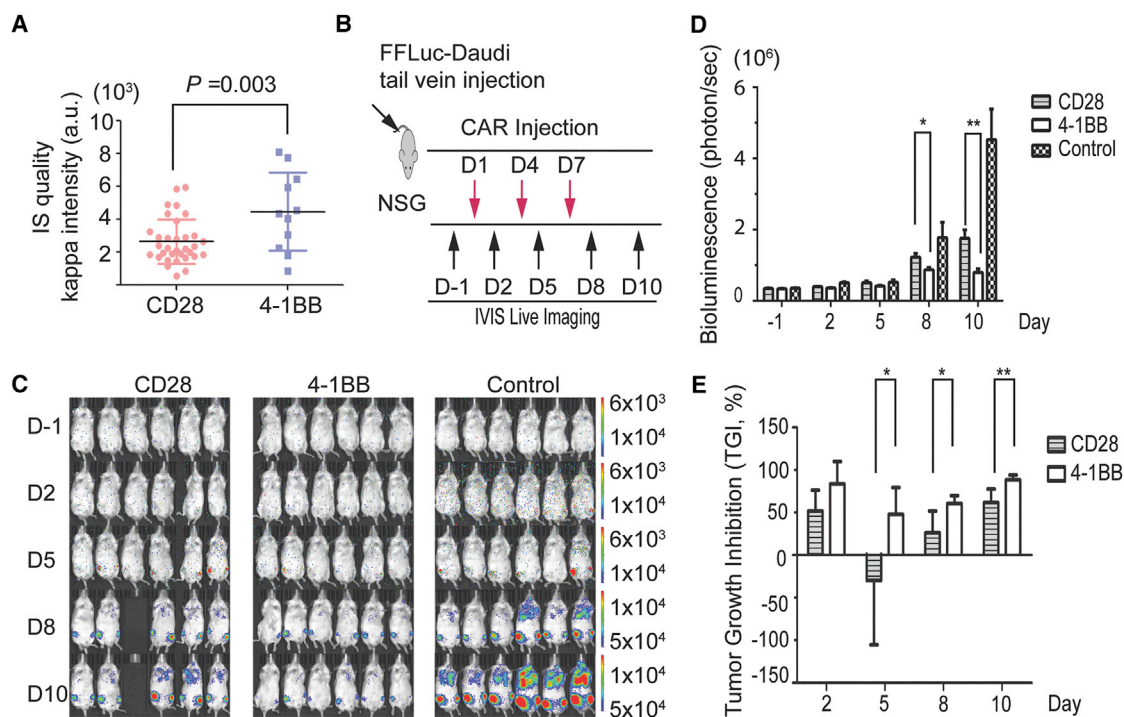 A
IS quality
kappa intensity (a.u.)
(10³)
P =0.003
10
8
6
4
2
CD28
4-1BB
B
FFLuc-Daudi
tail vein injection
NSG
CAR Injection
D1 D4 D7
D-1 D2 D5 D8 D10
IVIS Live Imaging
C
CD28 4-1BB Control
D-1
6x10³
1x10⁴
D2
6x10³
1x10⁴
D5
6x10³
1x10⁴
D8
1x10⁴
5x10⁴
D10
1x10⁴
5x10⁴
D
Bioluminescence (photon/sec)
(10⁶)
6
4
2
0
* **
-1 2 5 8 10 Day
CD28
4-1BB
Control
E
Tumor Growth Inhibition (TGI, %)
150
100
50
0
-50
-100
-150
* * **
2 5 8 10 Day
CD28
4-1BB